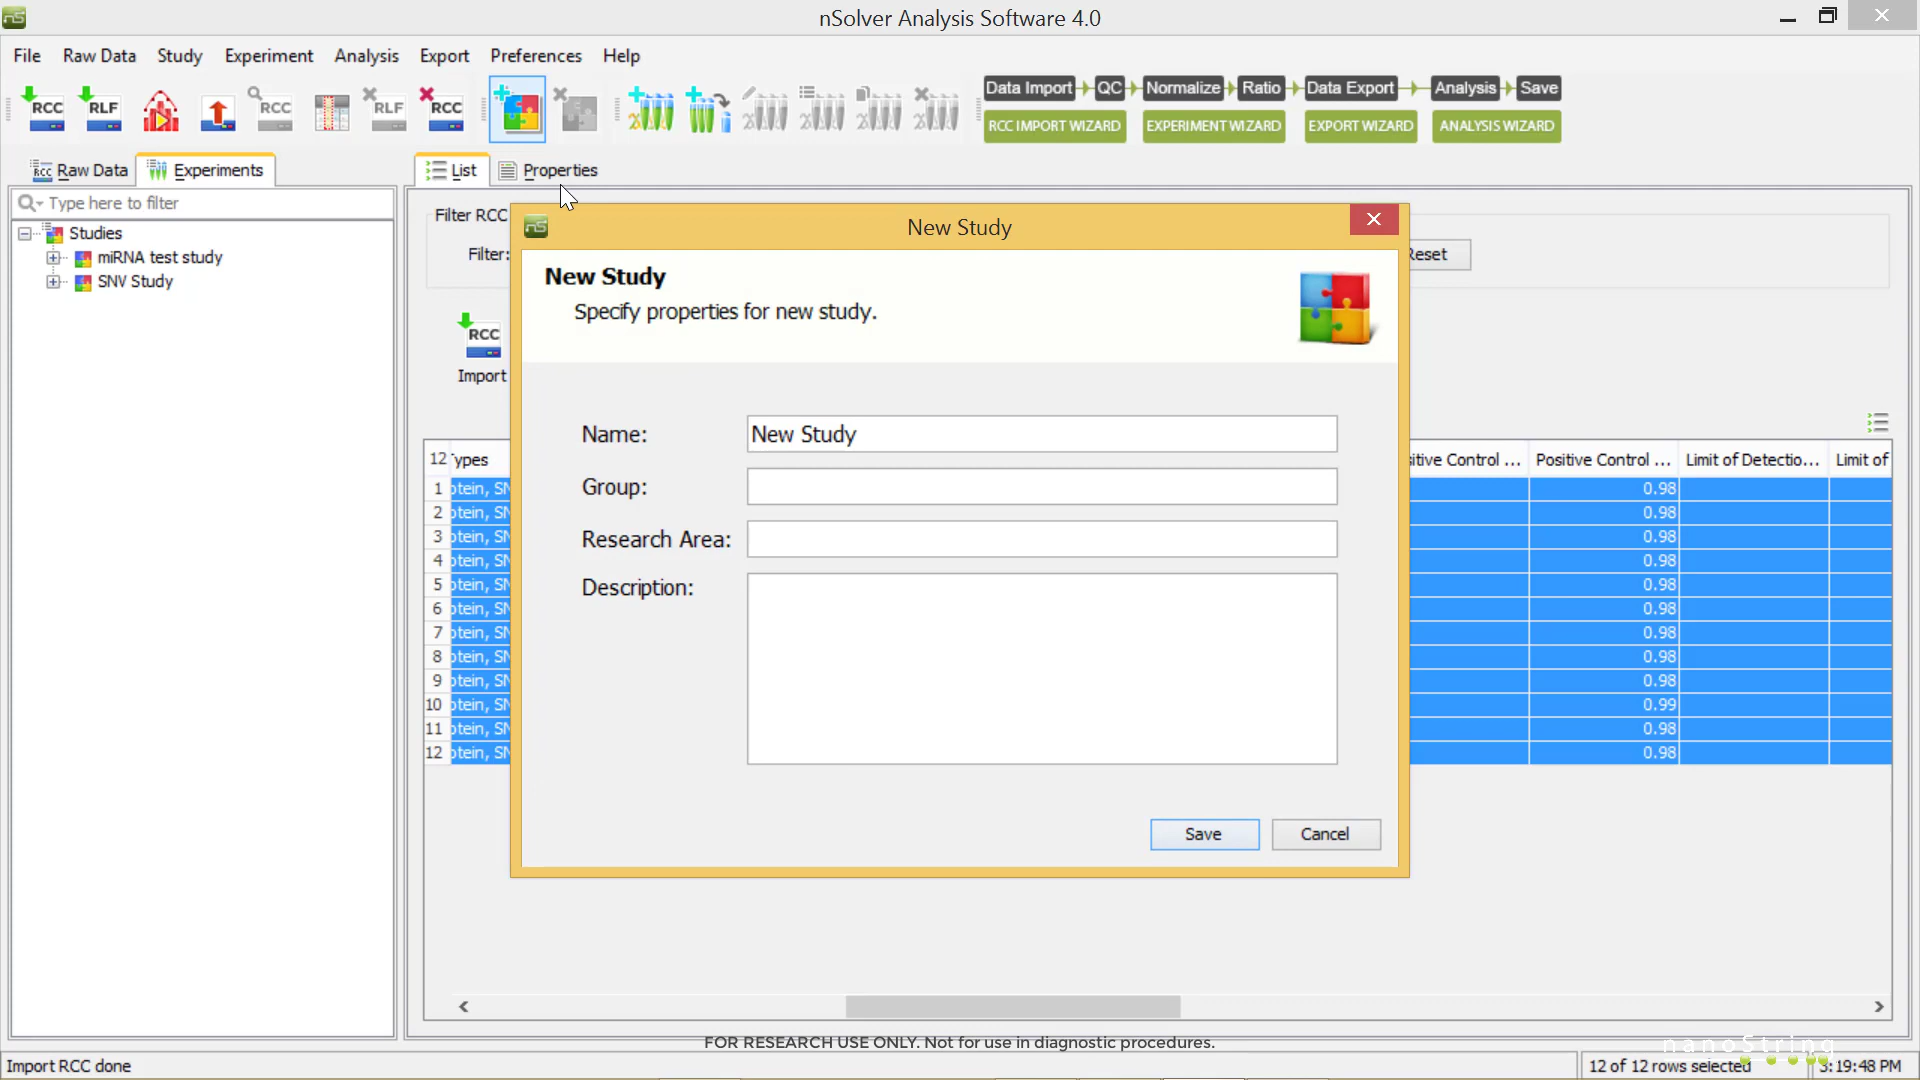 nSolver Analysis Software 4.0
File Raw Data Study Experiment Analysis Export Preferences Help
RCC RLF RCC RLF RCC
Data Import QC Normalize Ratio Data Export Analysis Save
RCC IMPORT WIZARD EXPERIMENT WIZARD EXPORT WIZARD ANALYSIS WIZARD
RCC Raw Data Experiments List Properties
Type here to filter
Studies
miRNA test study
SNV Study
Filter RCC
Filter:
Reset
RCC
Import
New Study
New Study
Specify properties for new study.
Name: New Study
Group:
Research Area:
Description:
Save Cancel
12 Types sitive Control ... Positive Control ... Limit of Detectio... Limit of
1 otein, SN 0.98
2 otein, SN 0.98
3 otein, SN 0.98
4 otein, SN 0.98
5 otein, SN 0.98
6 otein, SN 0.98
7 otein, SN 0.98
8 otein, SN 0.98
9 otein, SN 0.98
10 otein, SN 0.99
11 otein, SN 0.98
12 otein, SN 0.98
FOR RESEARCH USE ONLY. Not for use in diagnostic procedures.
nanoString
Import RCC done
12 of 12 rows selected
3:19:48 PM